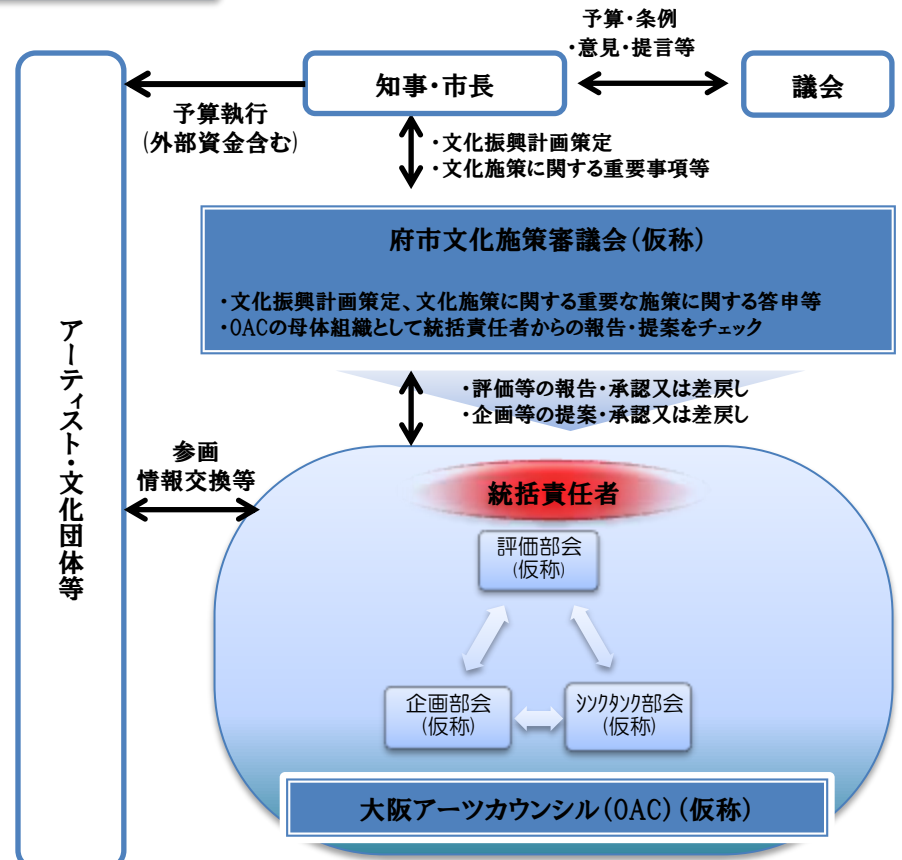 予算・条例
・意見・提言等
知事・市長
議会
予算執行
(外部資金含む)
・文化振興計画策定
・文化施策に関する重要事項等
府市文化施策審議会(仮称)
・文化振興計画策定、文化施策に関する重要な施策に関する答申等
・OACの母体組織として統括責任者からの報告・提案をチェック
アーティスト・文化団体等
・評価等の報告・承認又は差戻し
・企画等の提案・承認又は差戻し
参画
情報交換等
統括責任者
評価部会
(仮称)
企画部会
(仮称)
ｼﾝｸﾀﾝｸ部会
(仮称)
大阪アーツカウンシル(OAC)(仮称)